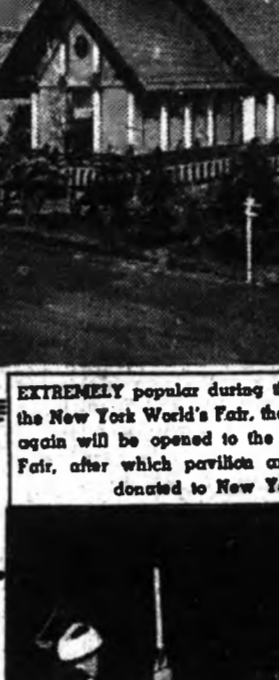 EXTREMELY popular during
the New York World's Fair,
again will be opened to the
Fair, after which pavilion
donated to New